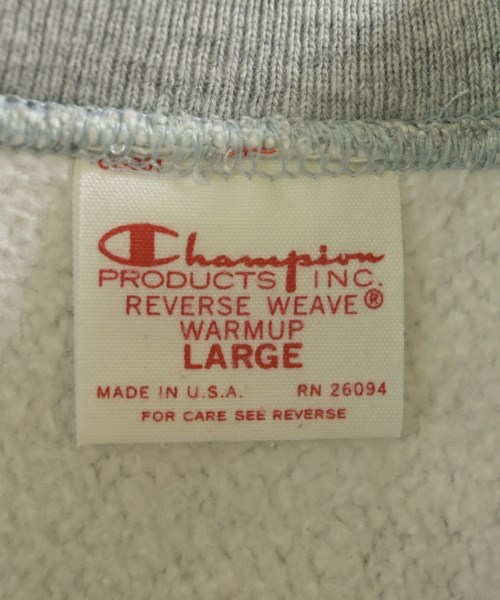 Champion
PRODUCTS INC.
REVERSE WEAVE®
WARMUP
LARGE
MADE IN U.S.A. RN 26094
FOR CARE SEE REVERSE